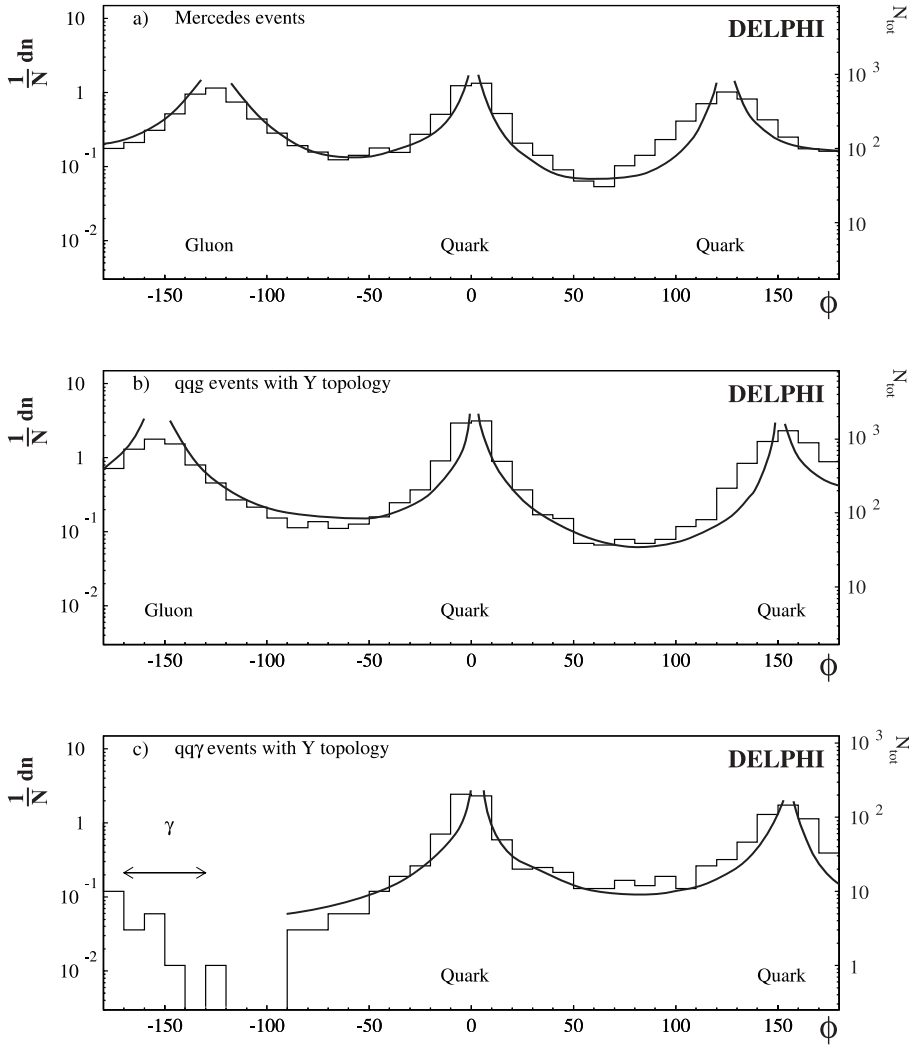 a) Mercedes events
DELPHI
1/N dn
N_tot
10
1
10^-1
10^-2
10^3
10^2
10
Gluon Quark Quark
-150 -100 -50 0 50 100 150 ϕ
b) qqg events with Y topology
DELPHI
1/N dn
N_tot
10
1
10^-1
10^-2
10^3
10^2
10
Gluon Quark Quark
-150 -100 -50 0 50 100 150 ϕ
c) qqγ events with Y topology
DELPHI
1/N dn
N_tot
10
1
10^-1
10^-2
10^3
10^2
10
1
γ
Quark Quark
-150 -100 -50 0 50 100 150 ϕ